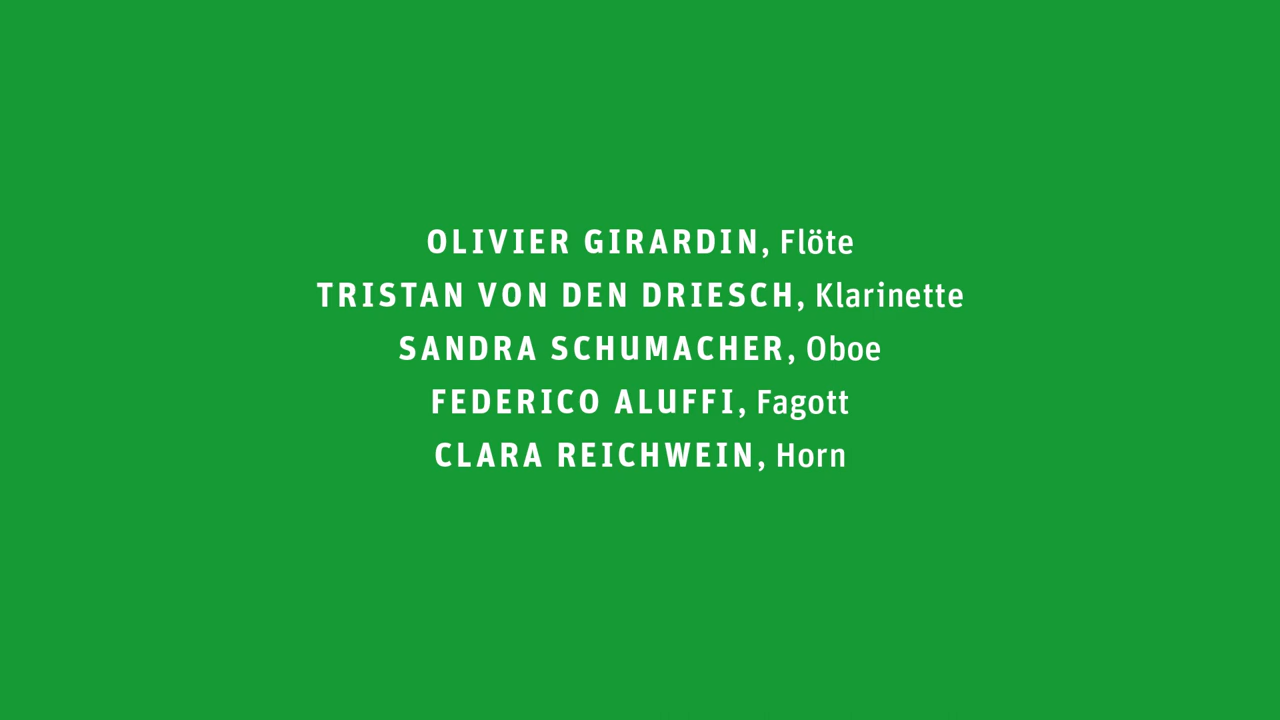 OLIVIER GIRARDIN, Flöte
TRISTAN VON DEN DRIESCH, Klarinette
SANDRA SCHUMACHER, Oboe
FEDERICO ALUFFI, Fagott
CLARA REICHWEIN, Horn